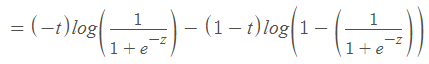 = (-t)log(1/(1 + e^{-z})) - (1 - t)log(1 - (1/(1 + e^{-z})))